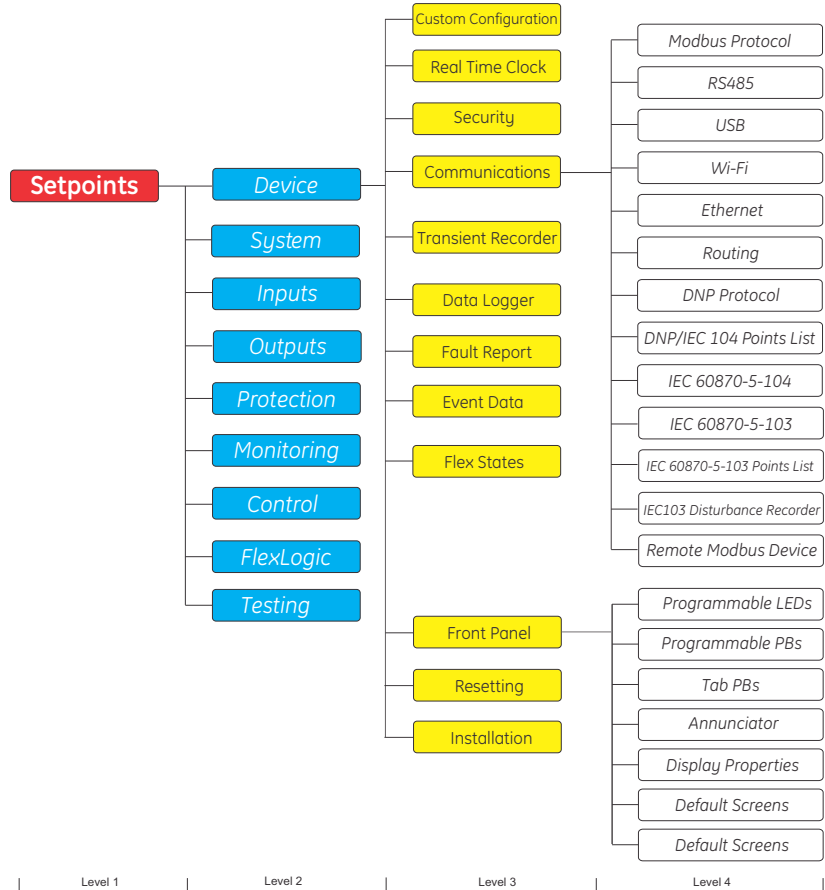 Setpoints
Device
System
Inputs
Outputs
Protection
Monitoring
Control
FlexLogic
Testing
Custom Configuration
Real Time Clock
Security
Communications
Transient Recorder
Data Logger
Fault Report
Event Data
Flex States
Front Panel
Resetting
Installation
Modbus Protocol
RS485
USB
Wi-Fi
Ethernet
Routing
DNP Protocol
DNP/IEC 104 Points List
IEC 60870-5-104
IEC 60870-5-103
IEC 60870-5-103 Points List
IEC103 Disturbance Recorder
Remote Modbus Device
Programmable LEDs
Programmable PBs
Tab PBs
Annunciator
Display Properties
Default Screens
Default Screens
Level 1
Level 2
Level 3
Level 4